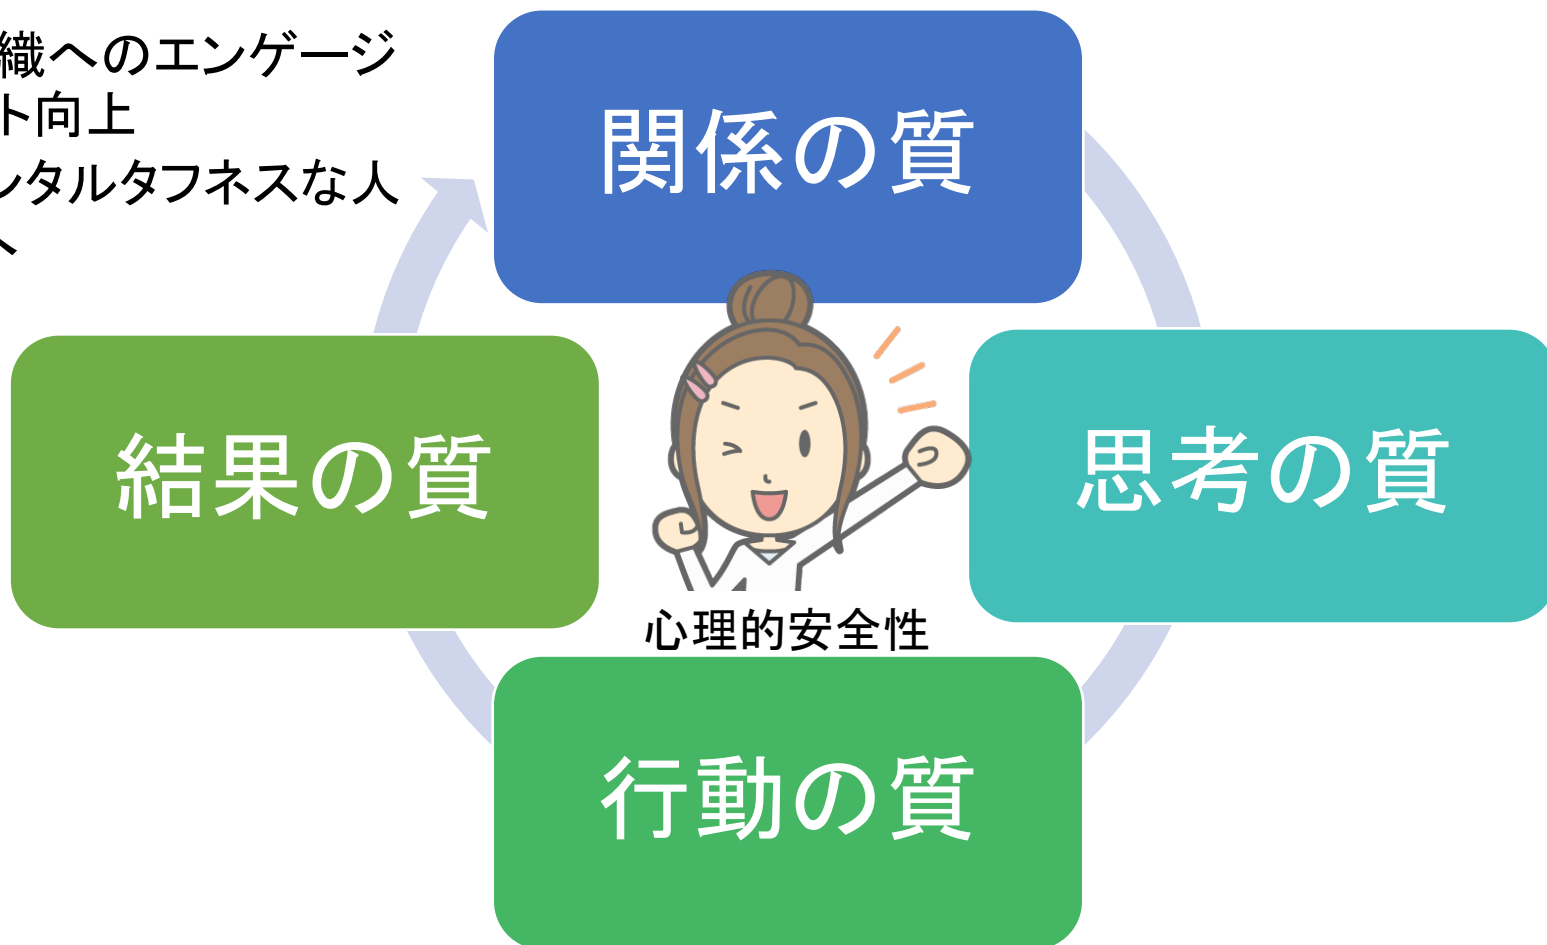 織へのエンゲージ
ト向上
ンタルタフネスな人
へ
関係の質
結果の質
思考の質
心理的安全性
行動の質